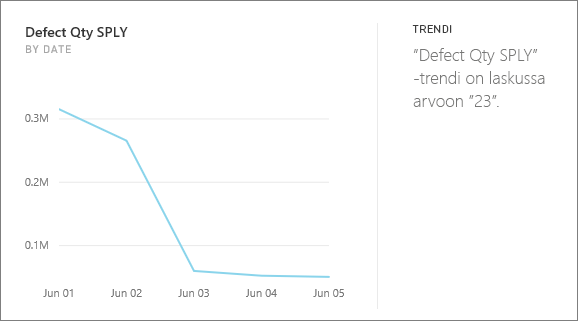 Defect Qty SPLY
BY DATE
0.3M
0.2M
0.1M
Jun 01 Jun 02 Jun 03 Jun 04 Jun 05
TRENDI
”Defect Qty SPLY”
-trendi on laskussa
arvoon ”23”.